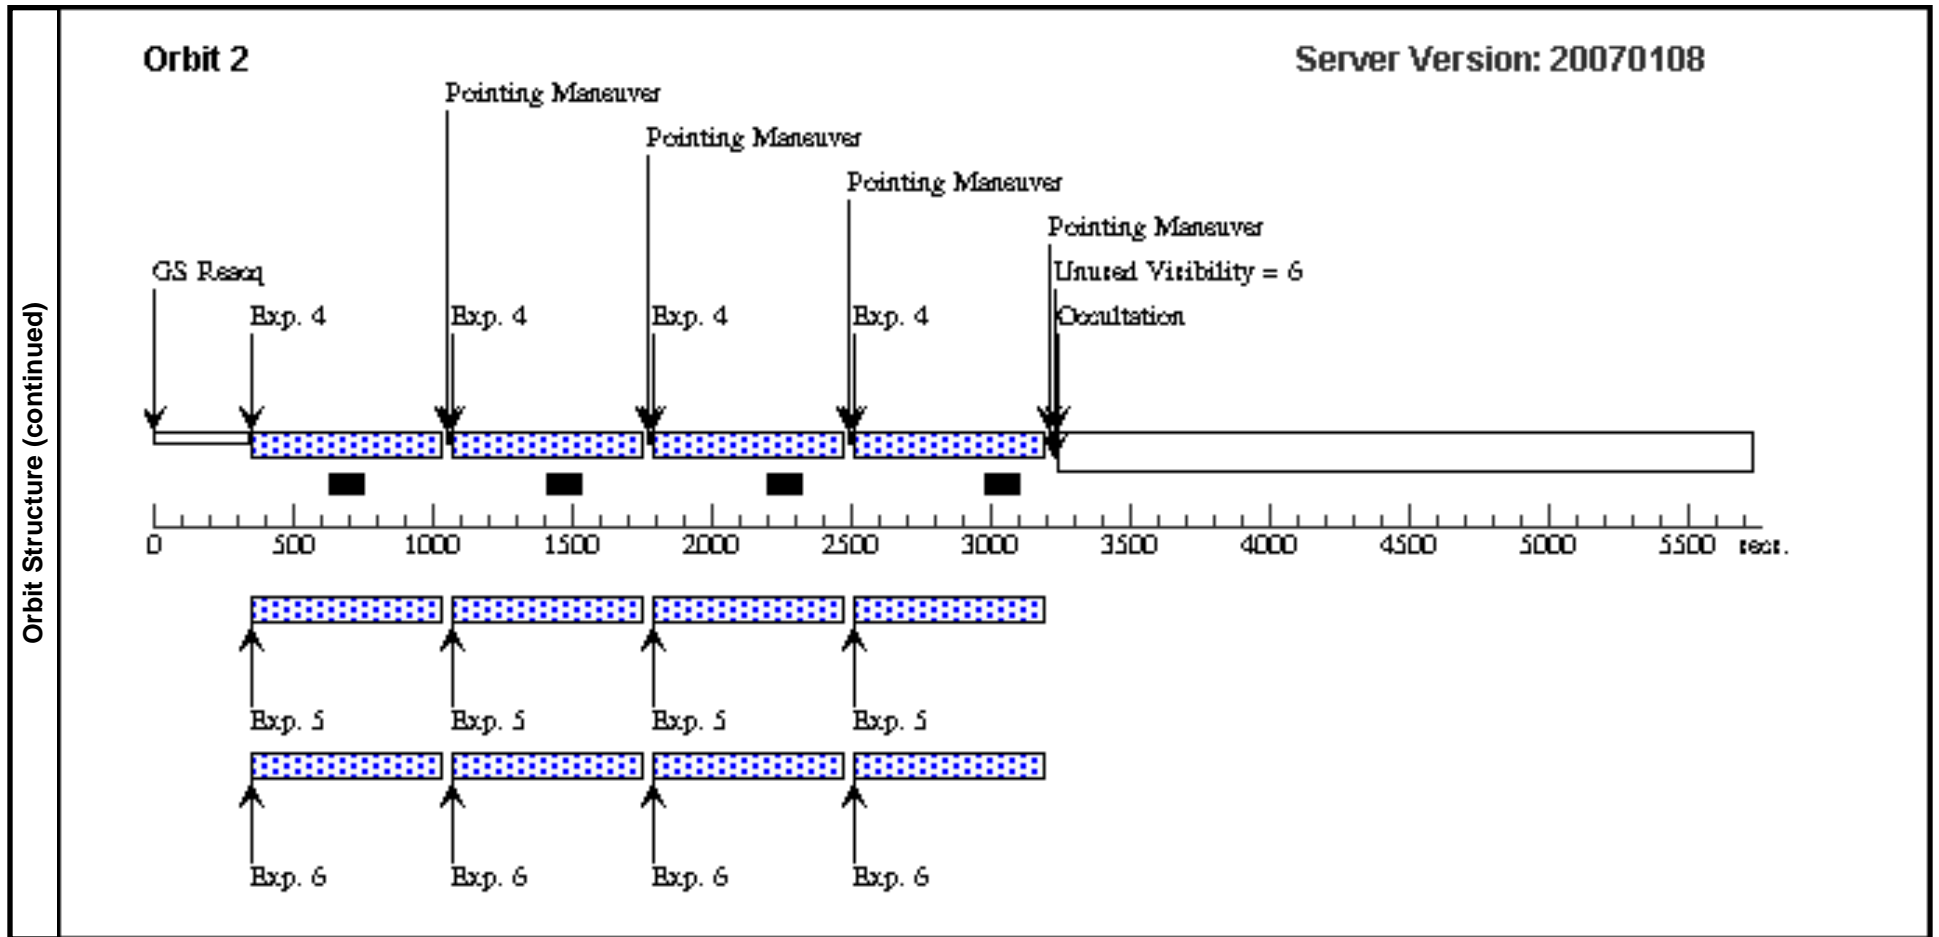 Orbit Structure (continued)
Orbit 2
Server Version: 20070108
Pointing Maneuver
Pointing Maneuver
Pointing Maneuver
Pointing Maneuver
GS Reacq
Unused Visibility = 6
Exp. 4
Exp. 4
Exp. 4
Exp. 4
Occultation
0 500 1000 1500 2000 2500 3000 3500 4000 4500 5000 5500 secs.
Exp. 5
Exp. 5
Exp. 5
Exp. 5
Exp. 6
Exp. 6
Exp. 6
Exp. 6